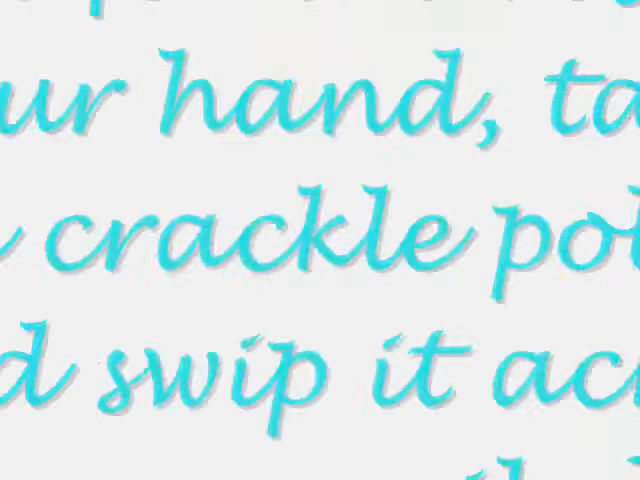 ur hand, ta
crackle pol
d swip it ac